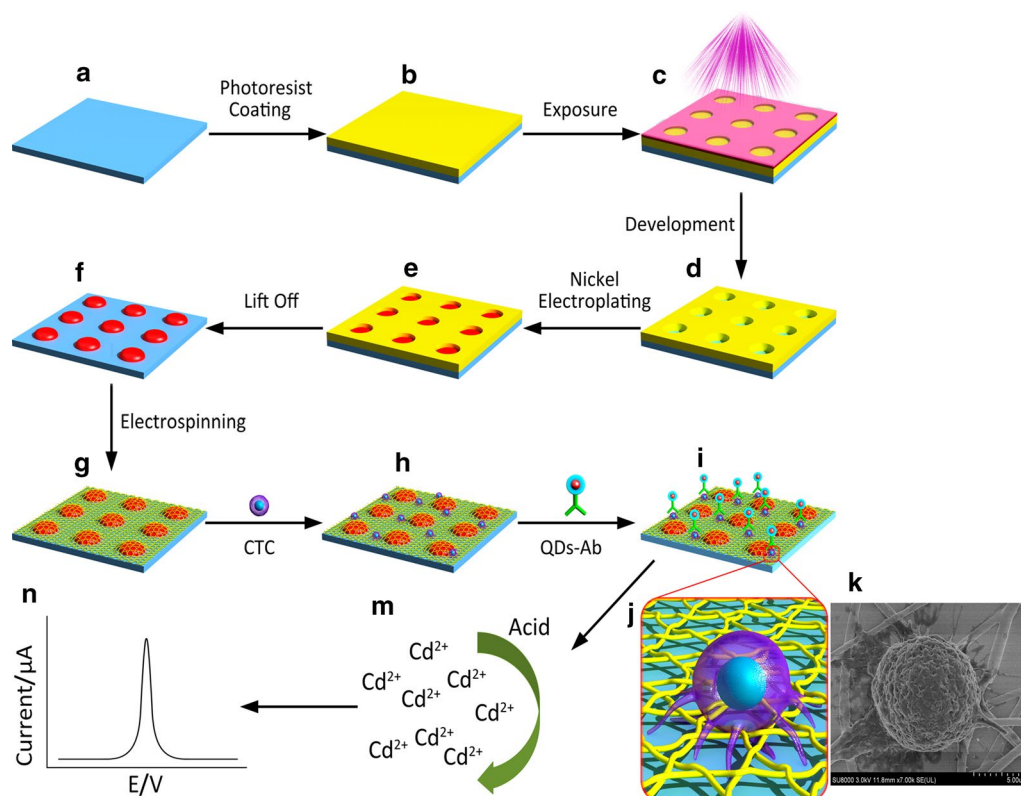 a
Photoresist
Coating
b
Exposure
c
Development
d
Nickel
Electroplating
e
Lift Off
f
Electrospinning
g
CTC
h
QDs-Ab
i
j
k
SU8000 3.0kV 11.8mm x7.00k SE(UL)
Acid
m
Cd²⁺
Cd²⁺
Cd²⁺
Cd²⁺
Cd²⁺
Cd²⁺
Cd²⁺
Cd²⁺
n
Current/μA
E/V